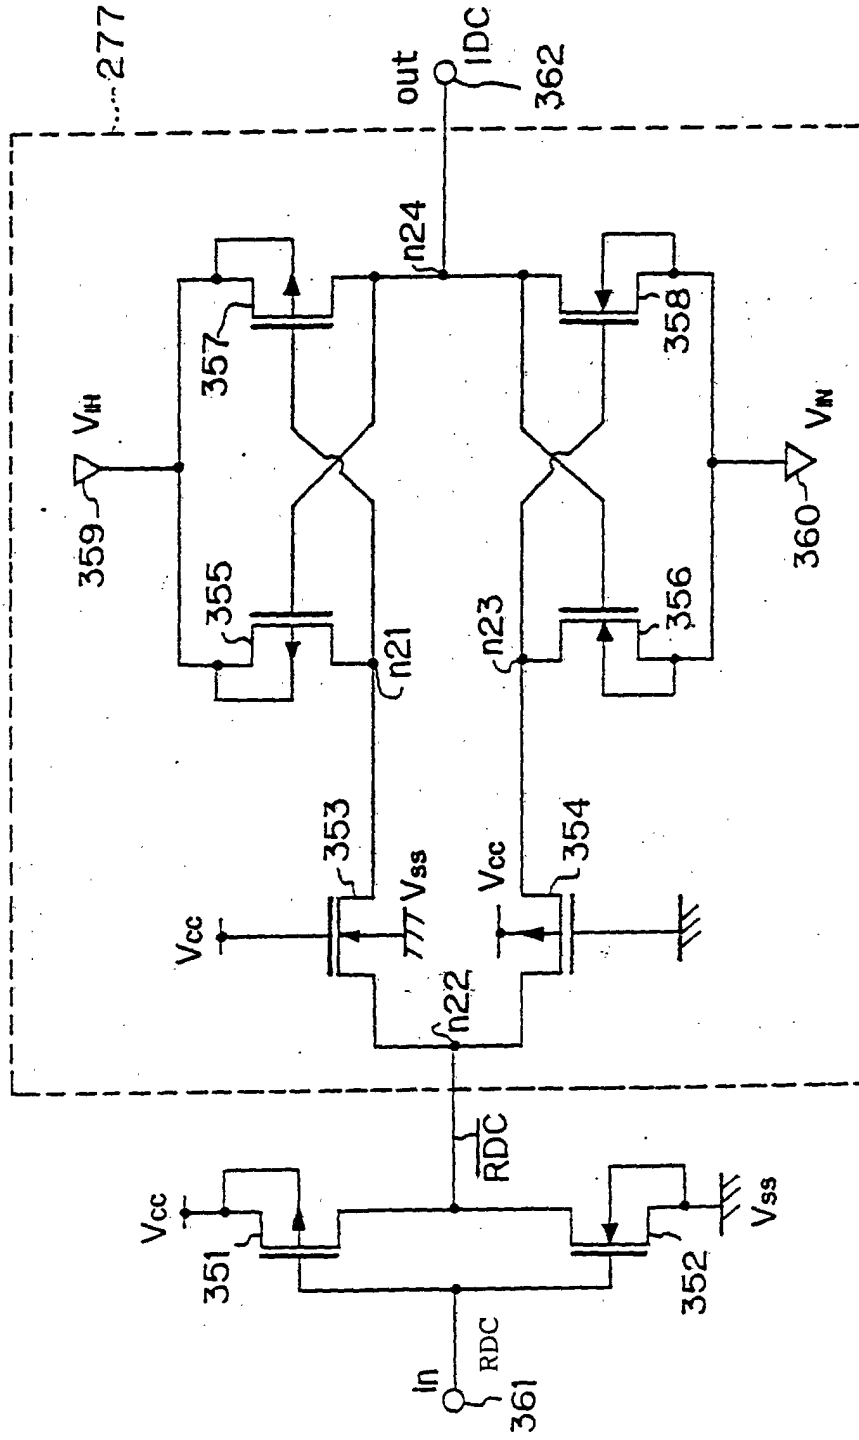 277
359
VIH
355
357
n21
n24
out
IDC
362
Vcc
353
Vss
n22
Vcc
354
n23
356
358
360
VIN
Vcc
351
RDC
in
RDC
361
352
Vss